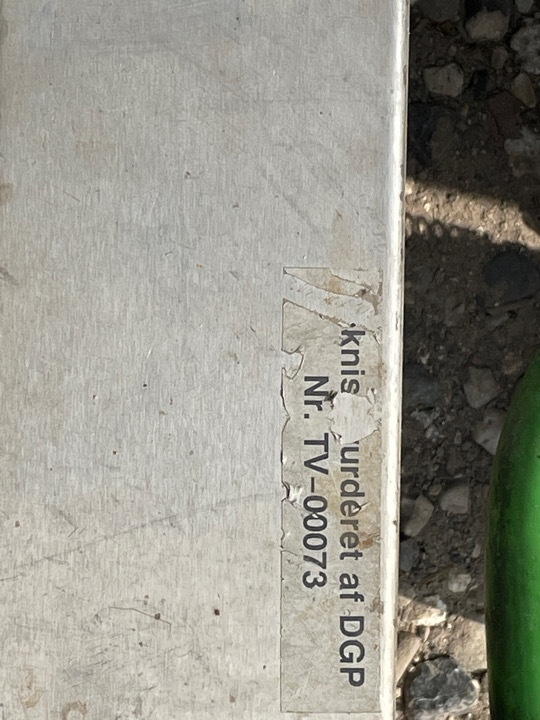 knis urderet af DGP
Nr. TV-00073